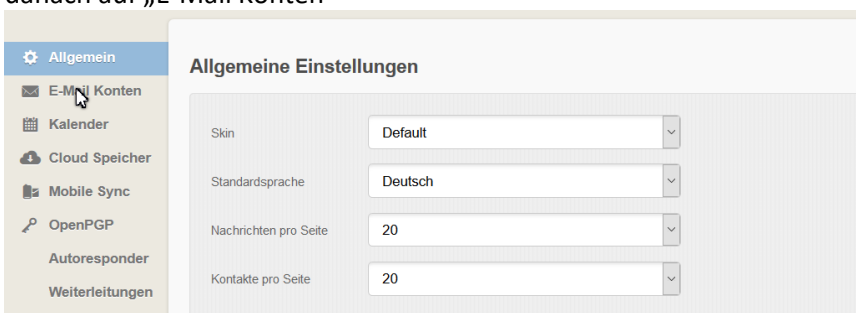 danach auf „E-Mail Konten“
Allgemein
E-Mail Konten
Kalender
Cloud Speicher
Mobile Sync
OpenPGP
Autoresponder
Weiterleitungen
Allgemeine Einstellungen
Skin Default
Standardsprache Deutsch
Nachrichten pro Seite 20
Kontakte pro Seite 20